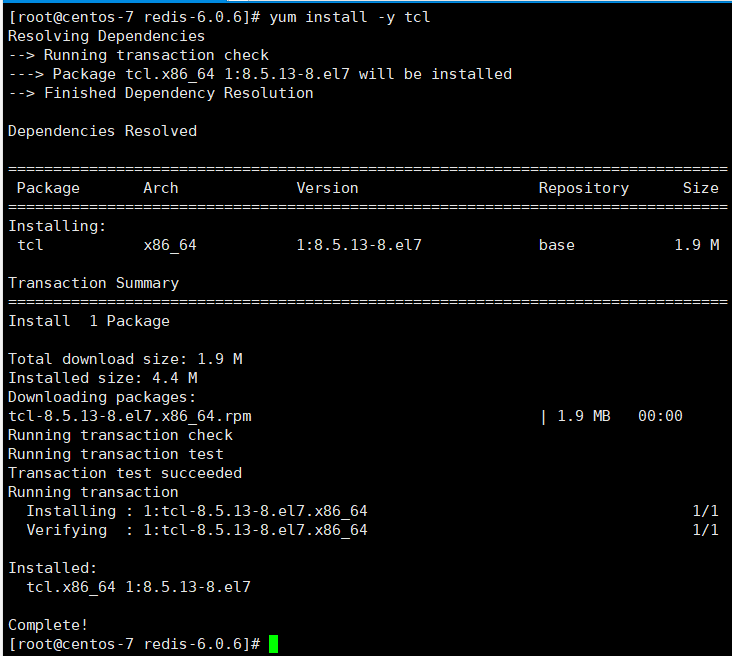 [root@centos-7 redis-6.0.6]# yum install -y tcl
Resolving Dependencies
--> Running transaction check
---> Package tcl.x86_64 1:8.5.13-8.el7 will be installed
--> Finished Dependency Resolution
Dependencies Resolved
================================================================================
Package Arch Version Repository Size
================================================================================
Installing:
tcl x86_64 1:8.5.13-8.el7 base 1.9 M
Transaction Summary
================================================================================
Install 1 Package
Total download size: 1.9 M
Installed size: 4.4 M
Downloading packages:
tcl-8.5.13-8.el7.x86_64.rpm | 1.9 MB 00:00
Running transaction check
Running transaction test
Transaction test succeeded
Running transaction
Installing : 1:tcl-8.5.13-8.el7.x86_64 1/1
Verifying : 1:tcl-8.5.13-8.el7.x86_64 1/1
Installed:
tcl.x86_64 1:8.5.13-8.el7
Complete!
[root@centos-7 redis-6.0.6]#